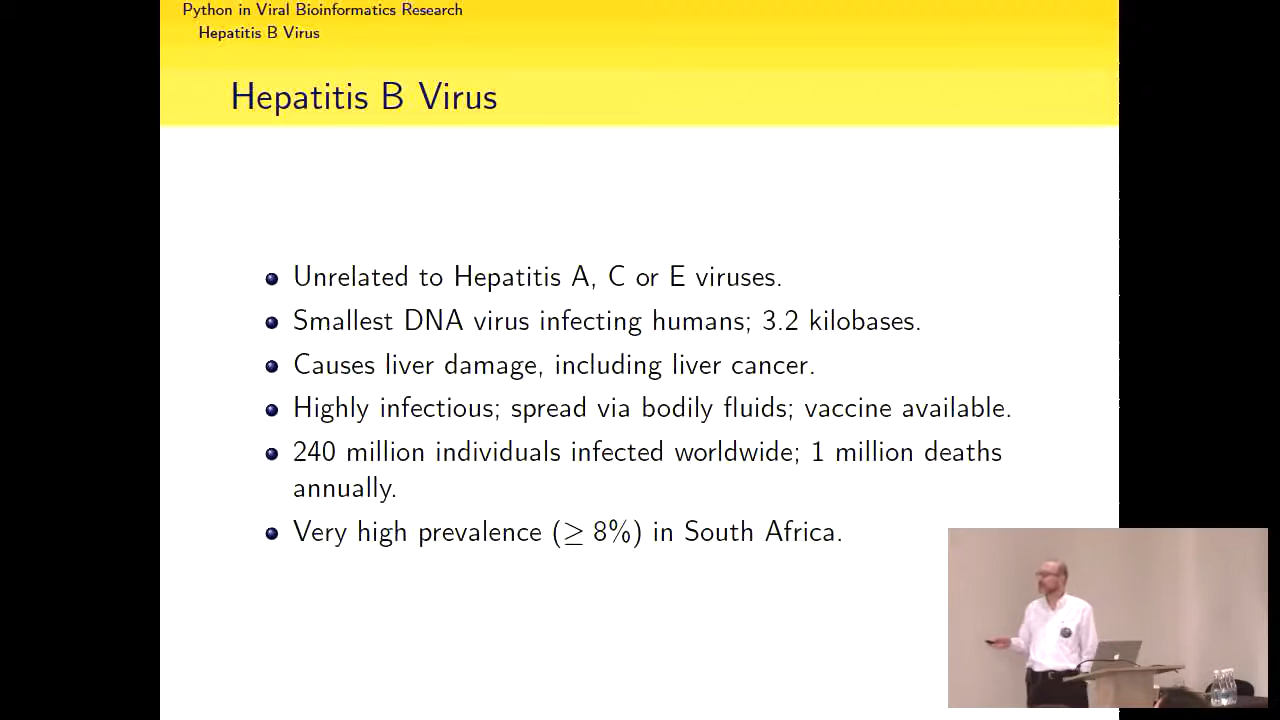 Python in Viral Bioinformatics Research
Hepatitis B Virus
Hepatitis B Virus
Unrelated to Hepatitis A, C or E viruses.
Smallest DNA virus infecting humans; 3.2 kilobases.
Causes liver damage, including liver cancer.
Highly infectious; spread via bodily fluids; vaccine available.
240 million individuals infected worldwide; 1 million deaths
annually.
Very high prevalence (≥ 8%) in South Africa.